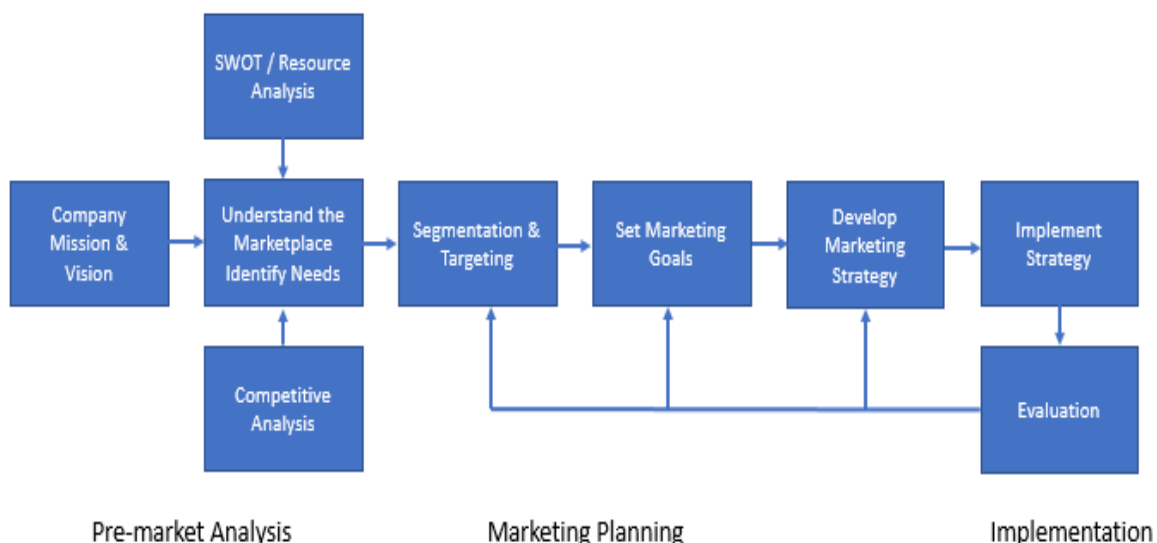 SWOT / Resource
Analysis
Company
Mission &
Vision
Understand the
Marketplace
Identify Needs
Segmentation &
Targeting
Set Marketing
Goals
Develop
Marketing
Strategy
Implement
Strategy
Competitive
Analysis
Evaluation
Pre-market Analysis
Marketing Planning
Implementation